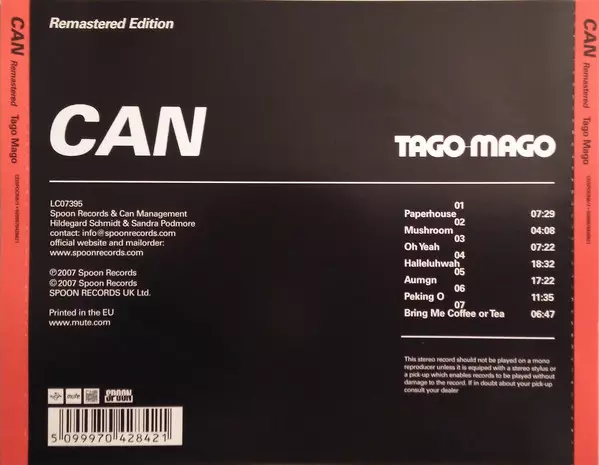 CAN Remastered Tago Mago
Remastered Edition
CAN
TAGO MAGO
LC07395
Spoon Records & Can Management
Hildegard Schmidt & Sandra Podmore
contact: info@spoonrecords.com
official website and mailorder:
www.spoonrecords.com
℗2007 Spoon Records
©2007 Spoon Records
SPOON RECORDS UK Ltd.
Printed in the EU
www.mute.com
01
Paperhouse 07:29
02
Mushroom 04:08
03
Oh Yeah 07:22
04
Halleluhwah 18:32
05
Aumgn 17:22
06
Peking O 11:35
07
Bring Me Coffee or Tea 06:47
This stereo record should not be played on a mono
reproducer unless it is equipped with a stereo stylus or
a pick-up which enables records to be played without
damage to the record. If in doubt about your pick-up
consult your dealer
mute
SPOON
5 099970 428421
CAN Remastered Tago Mago